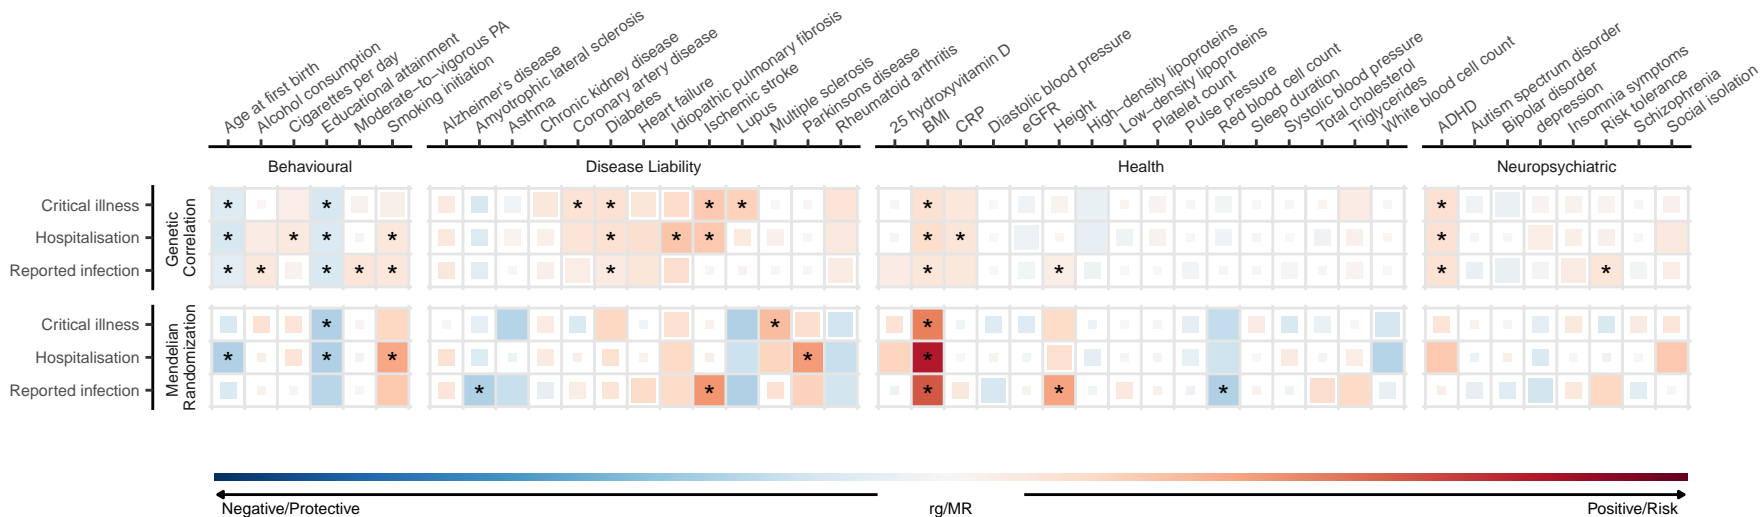 Age at first birth
Alcohol consumption
Cigarettes per day
Educational attainment
Moderate−to−vigorous PA
Smoking initiation
Alzheimer's disease
Amyotrophic lateral sclerosis
Asthma
Chronic kidney disease
Coronary artery disease
Diabetes
Heart failure
Idiopathic pulmonary fibrosis
Ischemic stroke
Lupus
Multiple sclerosis
Parkinsons disease
Rheumatoid arthritis
25 hydroxyvitamin D
BMI
CRP
Diastolic blood pressure
eGFR
Height
High−density lipoproteins
Low−density lipoproteins
Platelet count
Pulse pressure
Red blood cell count
Sleep duration
Systolic blood pressure
Total cholesterol
Triglycerides
White blood cell count
ADHD
Autism spectrum disorder
Bipolar disorder
depression
Insomnia symptoms
Risk tolerance
Schizophrenia
Social isolation
Behavioural
Disease Liability
Health
Neuropsychiatric
Critical illness
Hospitalisation
Reported infection
Genetic
Correlation
* * * * * * * * *
* * * * * * * * * * *
* * * * * * * * * * *
Critical illness
Hospitalisation
Reported infection
Mendelian
Randomization
* * *
* * * * *
* * * * *
Negative/Protective
rg/MR
Positive/Risk